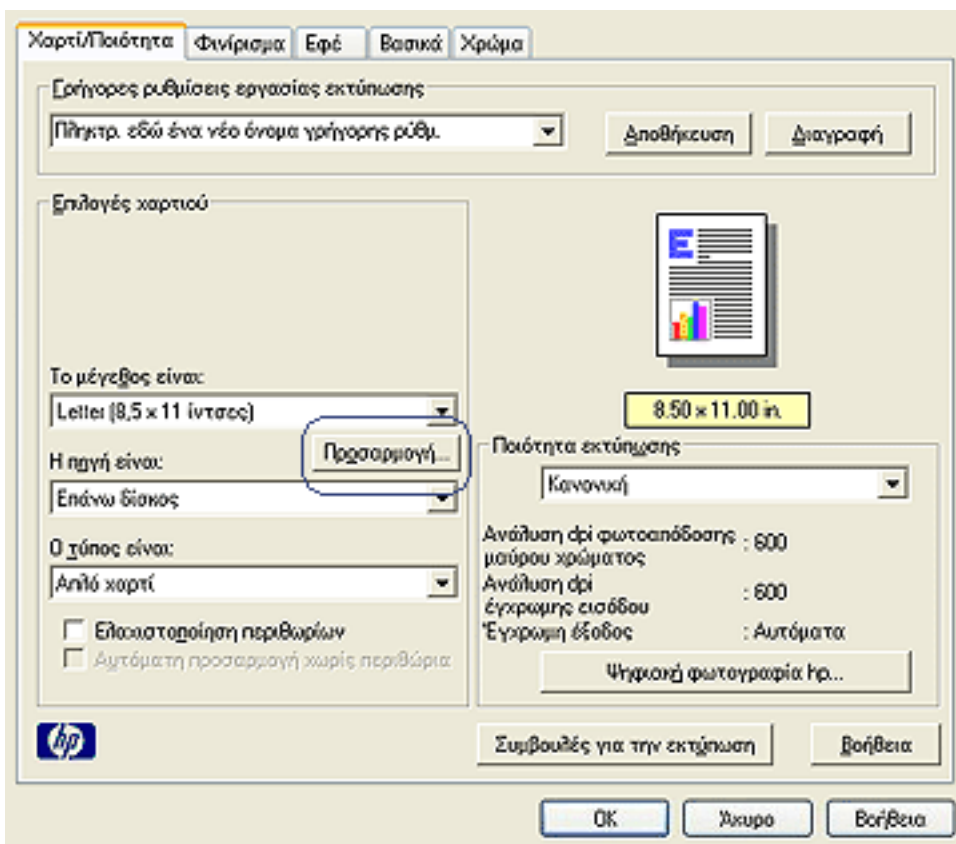 Χαρτί/Ποιότητα Φινίρισμα Εφέ Βασικά Χρώμα
Γρήγορες ρυθμίσεις εργασίας εκτύπωσης
Πληκτρ. εδώ ένα νέο όνομα γρήγορης ρύθμ.
Αποθήκευση
Διαγραφή
Επιλογές χαρτιού
Το μέγεθος είναι:
Letter (8,5 x 11 ίντσες)
Προσαρμογή...
Η πηγή είναι:
Επάνω δίσκος
Ο τύπος είναι:
Απλό χαρτί
Ελαχιστοποίηση περιθωρίων
Αυτόματη προσαρμογή χωρίς περιθώρια
E
8.50 x 11.00 in.
Ποιότητα εκτύπωσης
Κανονική
Ανάλυση dpi φωτοαπόδοσης : 600
μαύρου χρώματος
Ανάλυση dpi : 600
έγχρωμης εισόδου
Έγχρωμη έξοδος : Αυτόματα
Ψηφιακή φωτογραφία hp...
hp
Συμβουλές για την εκτύπωση
Βοήθεια
OK
Άκυρο
Βοήθεια